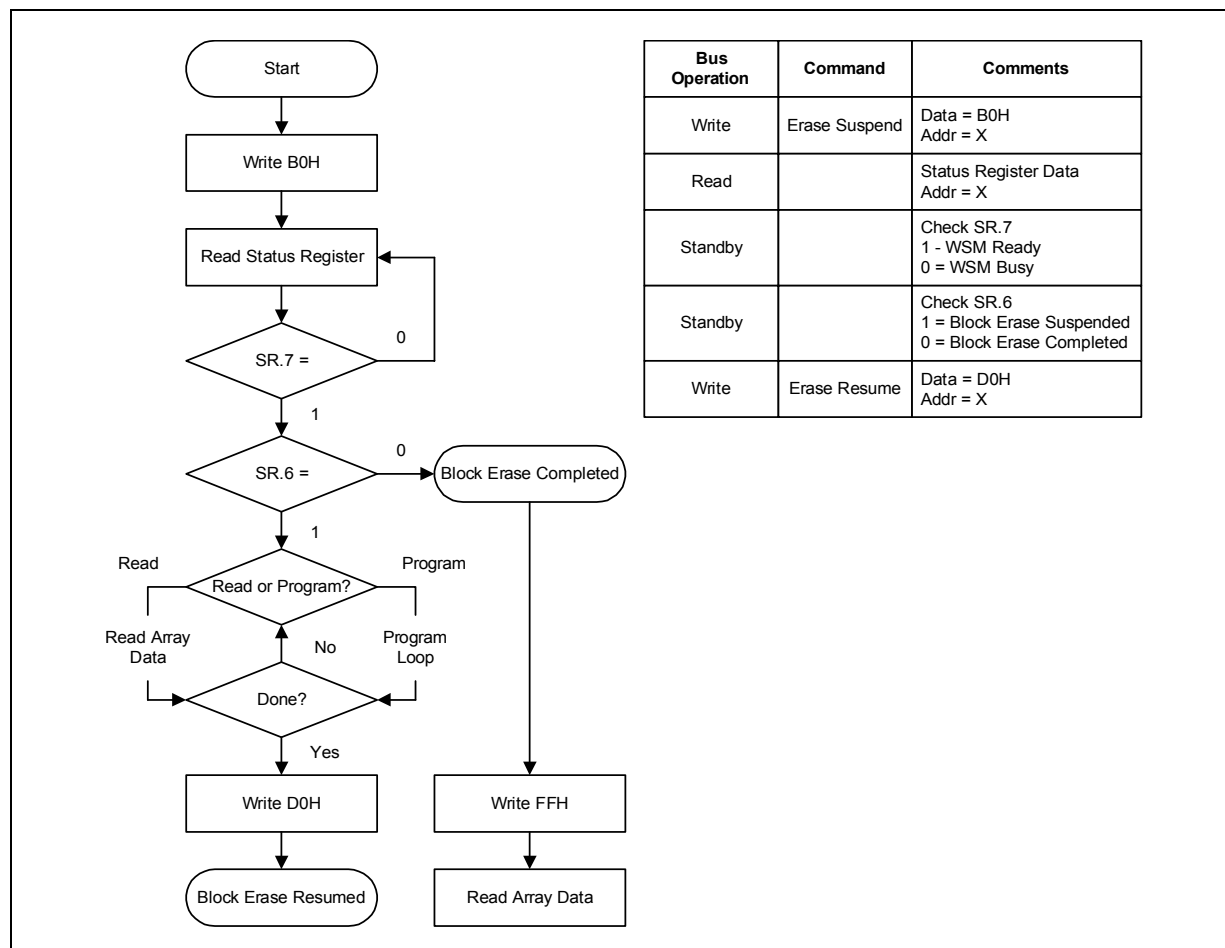 Start
Write B0H
Read Status Register
0
SR.7 =
1
0
SR.6 =
Block Erase Completed
1
Read
Program
Read or Program?
Read Array
Data
No
Program
Loop
Done?
Yes
Write D0H
Write FFH
Block Erase Resumed
Read Array Data
Bus
Operation
Command
Comments
Write
Erase Suspend
Data = B0H
Addr = X
Read
Status Register Data
Addr = X
Standby
Check SR.7
1 - WSM Ready
0 = WSM Busy
Standby
Check SR.6
1 = Block Erase Suspended
0 = Block Erase Completed
Write
Erase Resume
Data = D0H
Addr = X